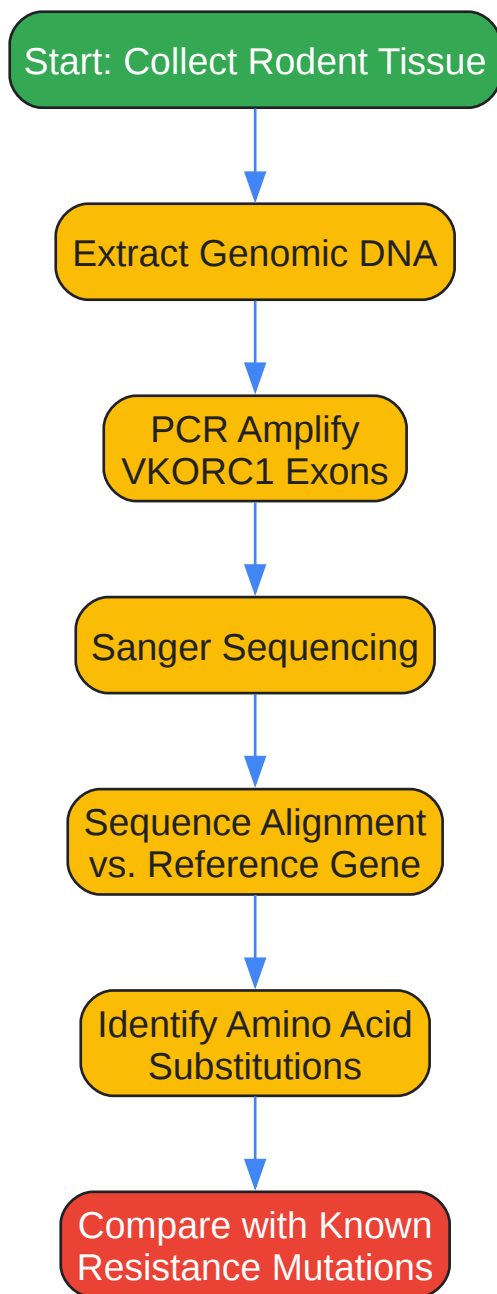 Start: Collect Rodent Tissue
Extract Genomic DNA
PCR Amplify
VKORC1 Exons
Sanger Sequencing
Sequence Alignment
vs. Reference Gene
Identify Amino Acid
Substitutions
Compare with Known
Resistance Mutations